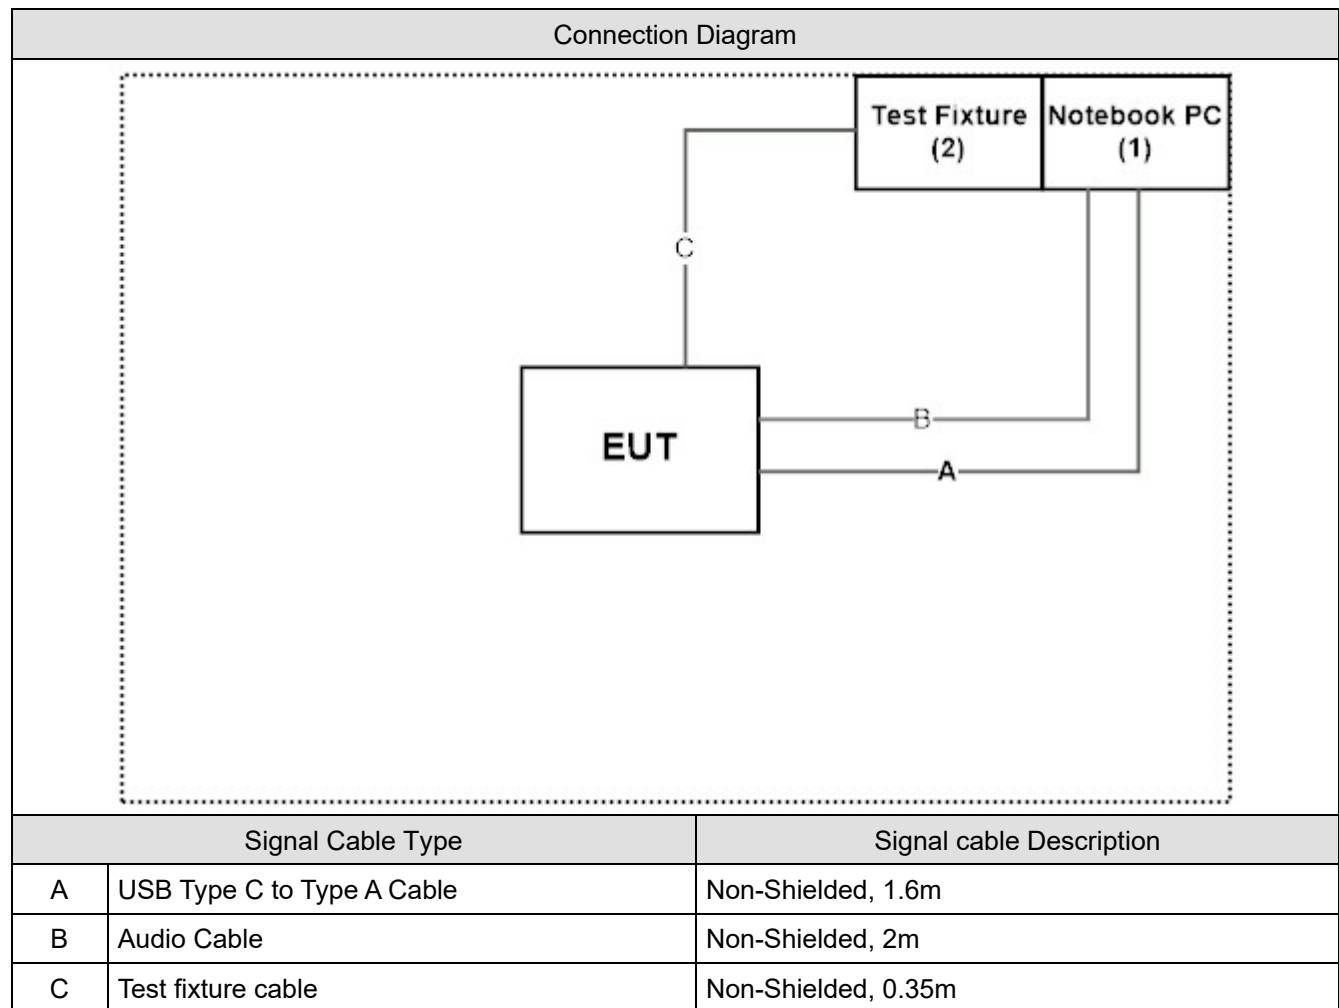 Connection Diagram
Test Fixture
(2)
Notebook PC
(1)
C
EUT
B
A
Signal Cable Type
Signal cable Description
A
USB Type C to Type A Cable
Non-Shielded, 1.6m
B
Audio Cable
Non-Shielded, 2m
C
Test fixture cable
Non-Shielded, 0.35m